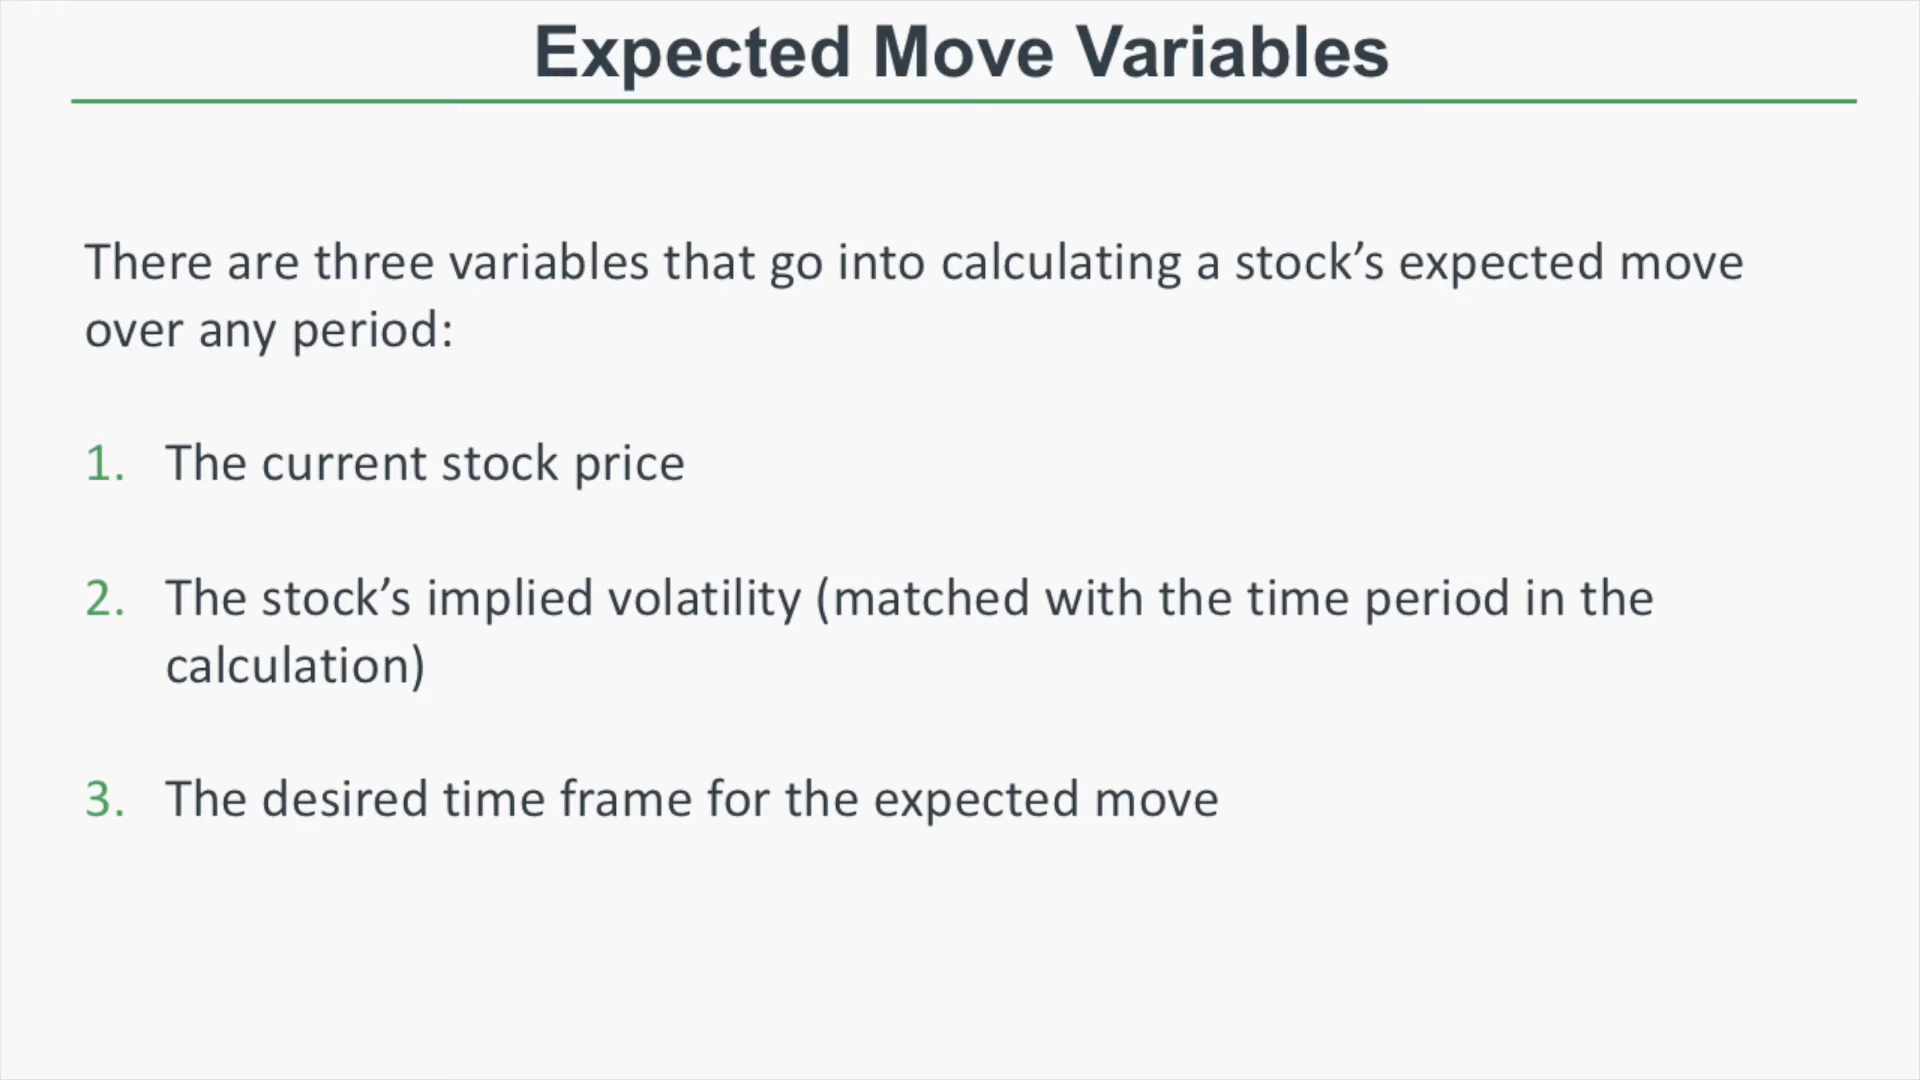 Expected Move Variables
There are three variables that go into calculating a stock’s expected move
over any period:
1. The current stock price
2. The stock’s implied volatility (matched with the time period in the
calculation)
3. The desired time frame for the expected move